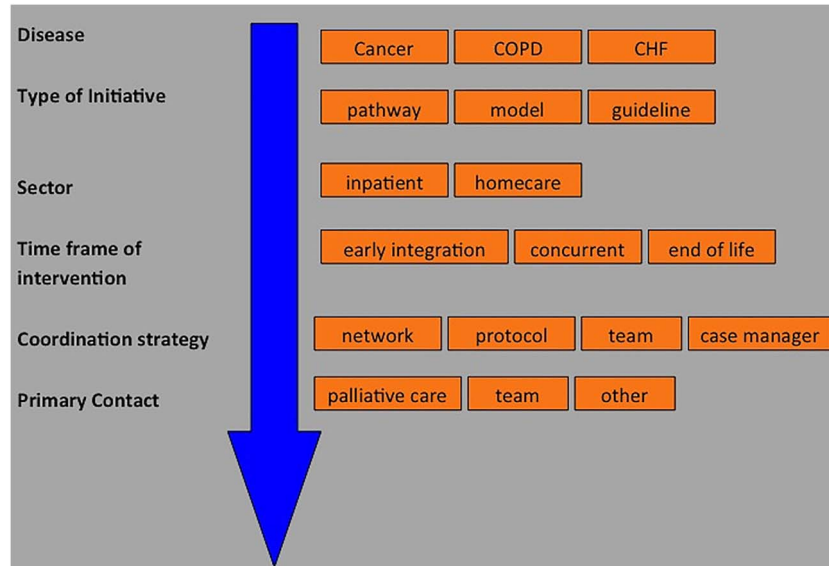 Disease
Cancer COPD CHF
Type of Initiative
pathway model guideline
Sector
inpatient homecare
Time frame of
intervention
early integration concurrent end of life
Coordination strategy
network protocol team case manager
Primary Contact
palliative care team other